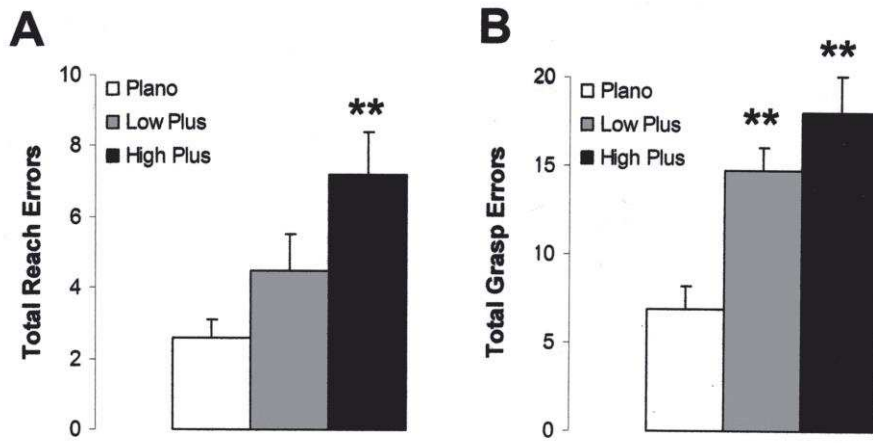 A
Total Reach Errors
10
8
6
4
2
0
Plano
Low Plus
High Plus
**
B
Total Grasp Errors
20
15
10
5
0
Plano
Low Plus
High Plus
**
**